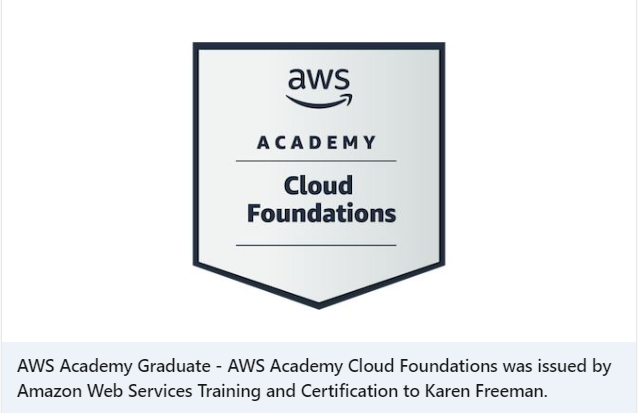 aws
ACADEMY
Cloud
Foundations
AWS Academy Graduate - AWS Academy Cloud Foundations was issued by
Amazon Web Services Training and Certification to Karen Freeman.